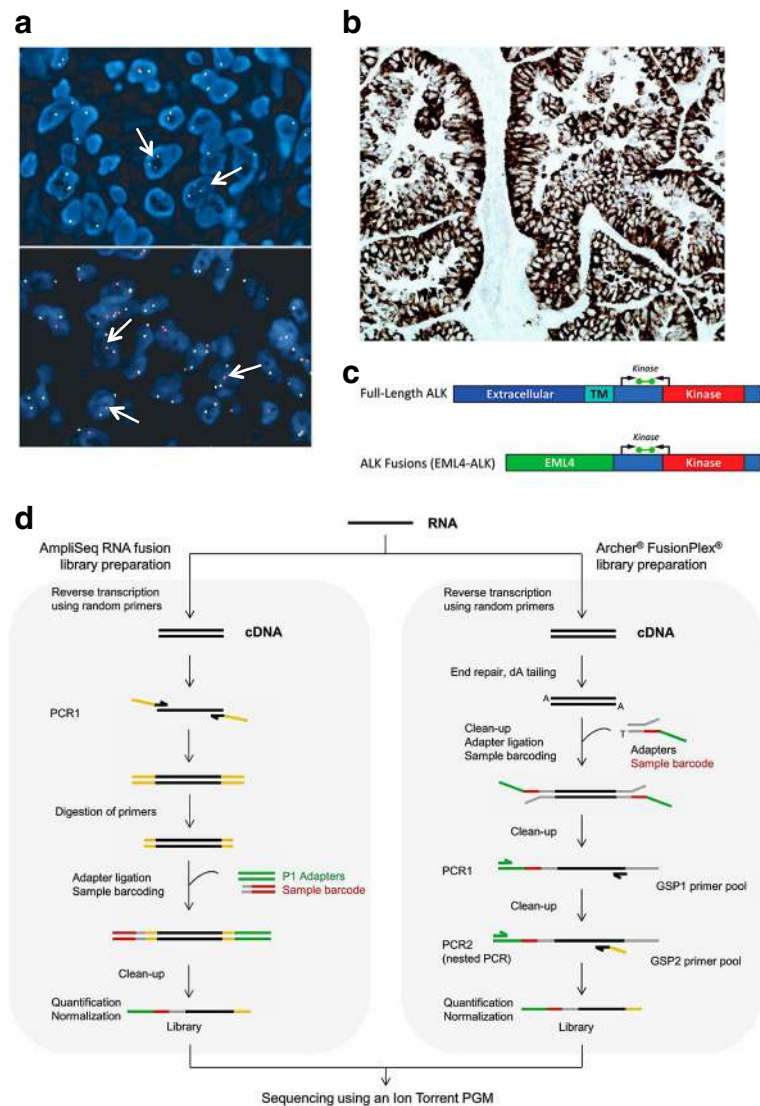 a
b
c
Kinase
Full-Length ALK
Extracellular
TM
Kinase
Kinase
ALK Fusions (EML4-ALK)
EML4
Kinase
d
RNA
AmpliSeq RNA fusion
library preparation
Archer® FusionPlex®
library preparation
Reverse transcription
using random primers
cDNA
PCR1
Digestion of primers
Adapter ligation
Sample barcoding
P1 Adapters
Sample barcode
Clean-up
Quantification
Normalization
Library
Reverse transcription
using random primers
cDNA
End repair, dA tailing
A
A
Clean-up
Adapter ligation
Sample barcoding
T
Adapters
Sample barcode
Clean-up
PCR1
GSP1 primer pool
Clean-up
PCR2
(nested PCR)
GSP2 primer pool
Quantification
Normalization
Library
Sequencing using an Ion Torrent PGM